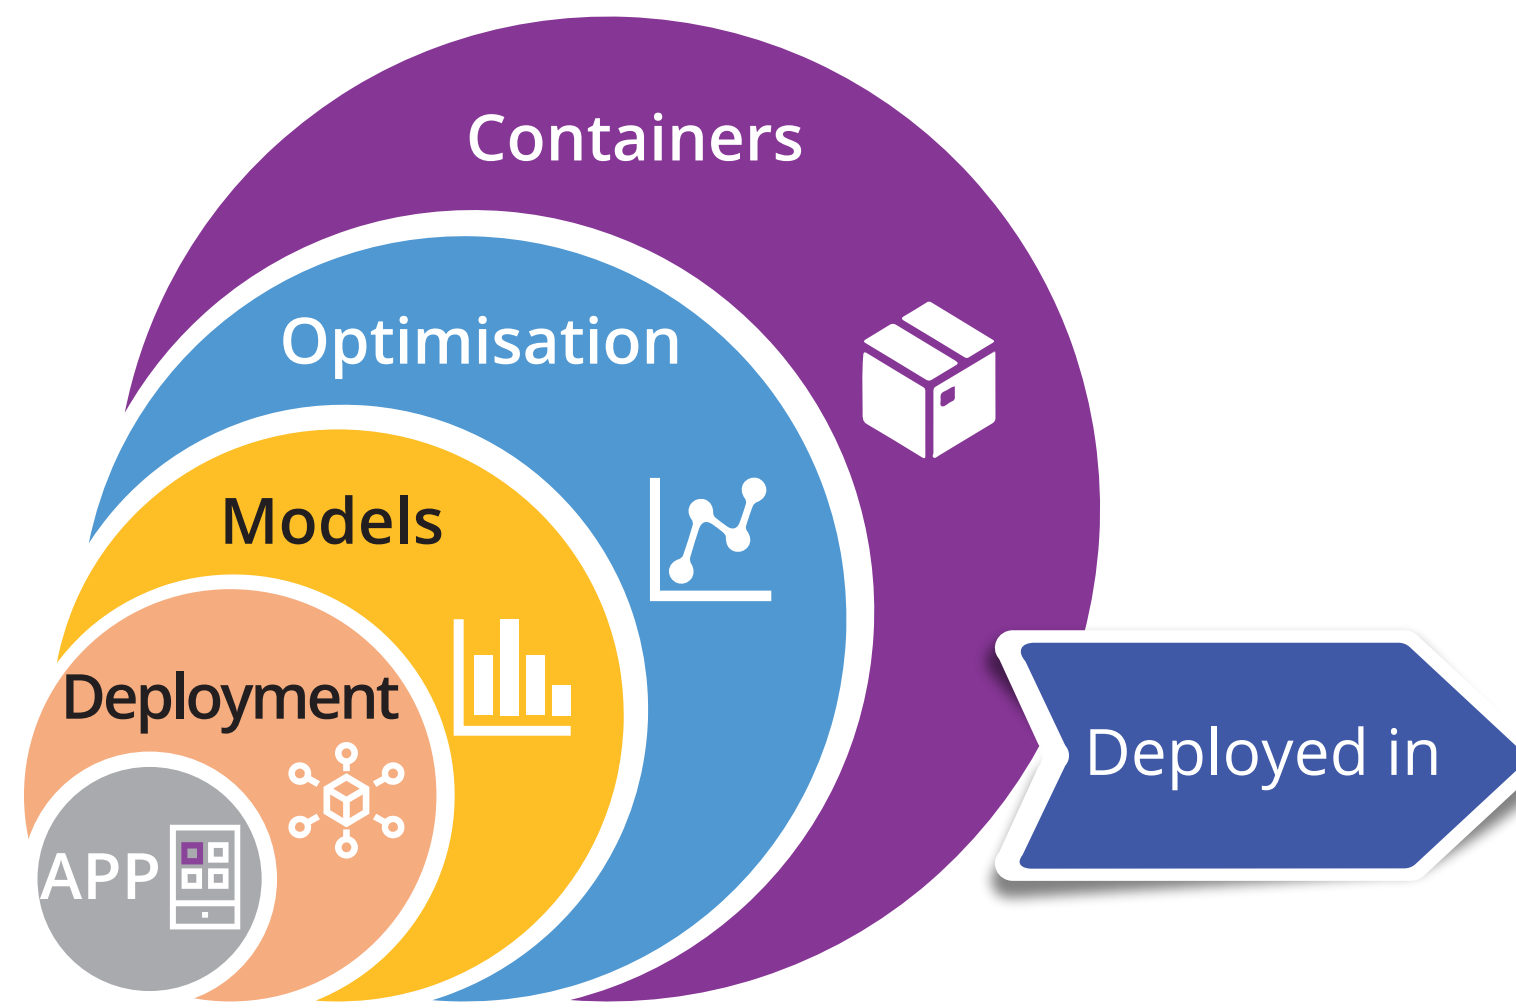 Containers
Optimisation
Models
Deployment
APP
Deployed in